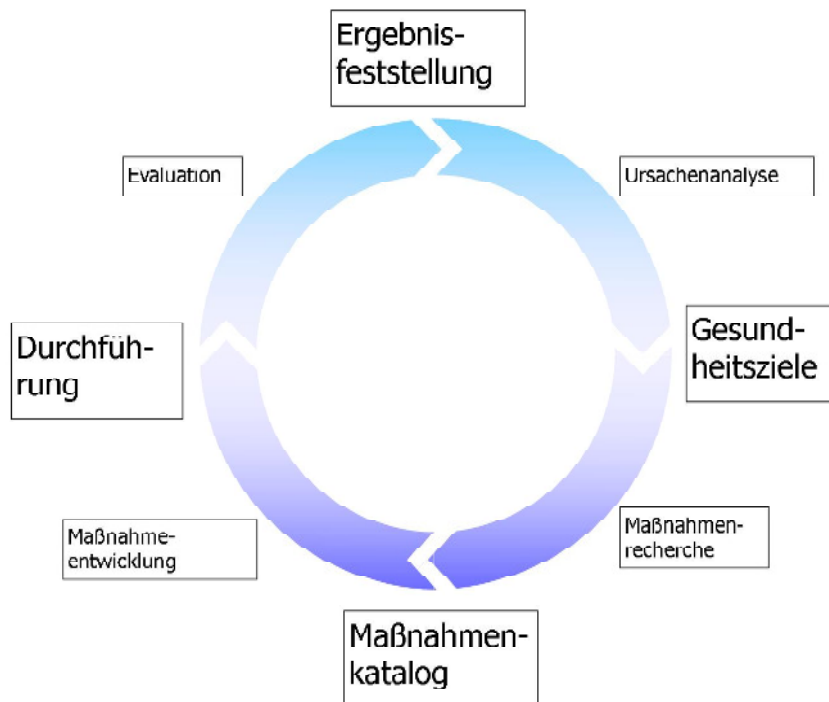 Ergebnis-
feststellung
Evaluation
Ursachenanalyse
Durchfüh-
rung
Gesund-
heitsziele
Maßnahme-
entwicklung
Maßnahmen-
recherche
Maßnahmen-
katalog